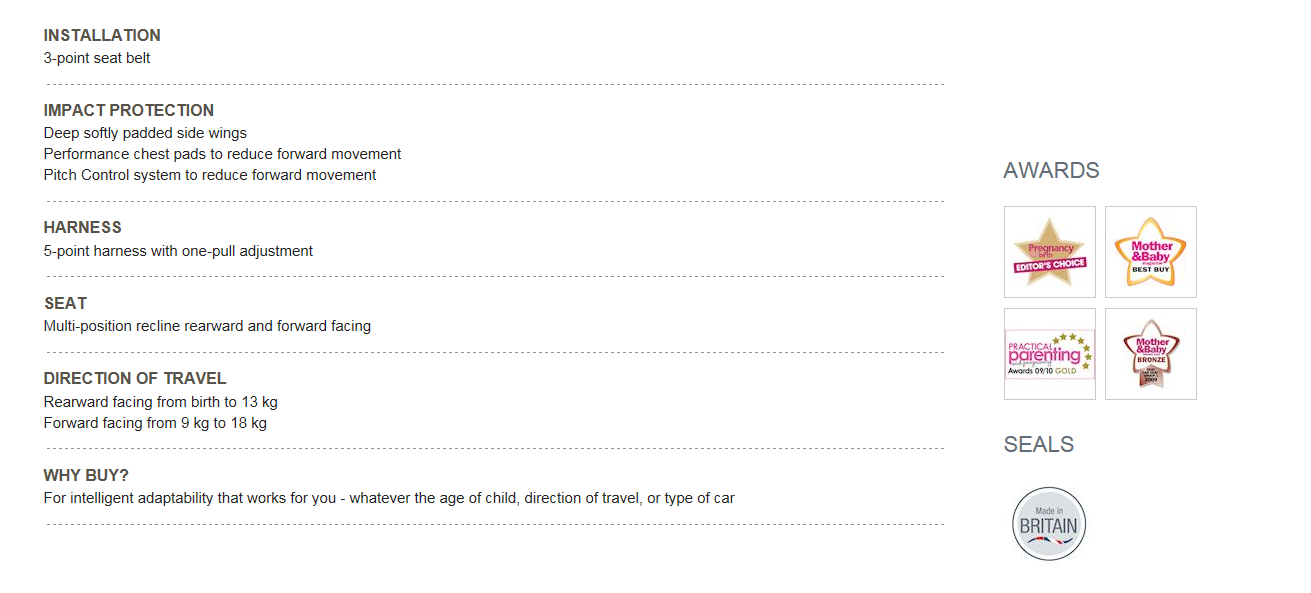 INSTALLATION
3-point seat belt
IMPACT PROTECTION
Deep softly padded side wings
Performance chest pads to reduce forward movement
Pitch Control system to reduce forward movement
HARNESS
5-point harness with one-pull adjustment
SEAT
Multi-position recline rearward and forward facing
DIRECTION OF TRAVEL
Rearward facing from birth to 13 kg
Forward facing from 9 kg to 18 kg
WHY BUY?
For intelligent adaptability that works for you - whatever the age of child, direction of travel, or type of car
AWARDS
Pregnancy
birth
EDITOR'S CHOICE
Mother
&Baby
magazine
BEST BUY
PRACTICAL
parenting
and pregnancy
Awards 09/10 GOLD
Mother
&Baby
BRONZE
2009
SEALS
Made in
BRITAIN